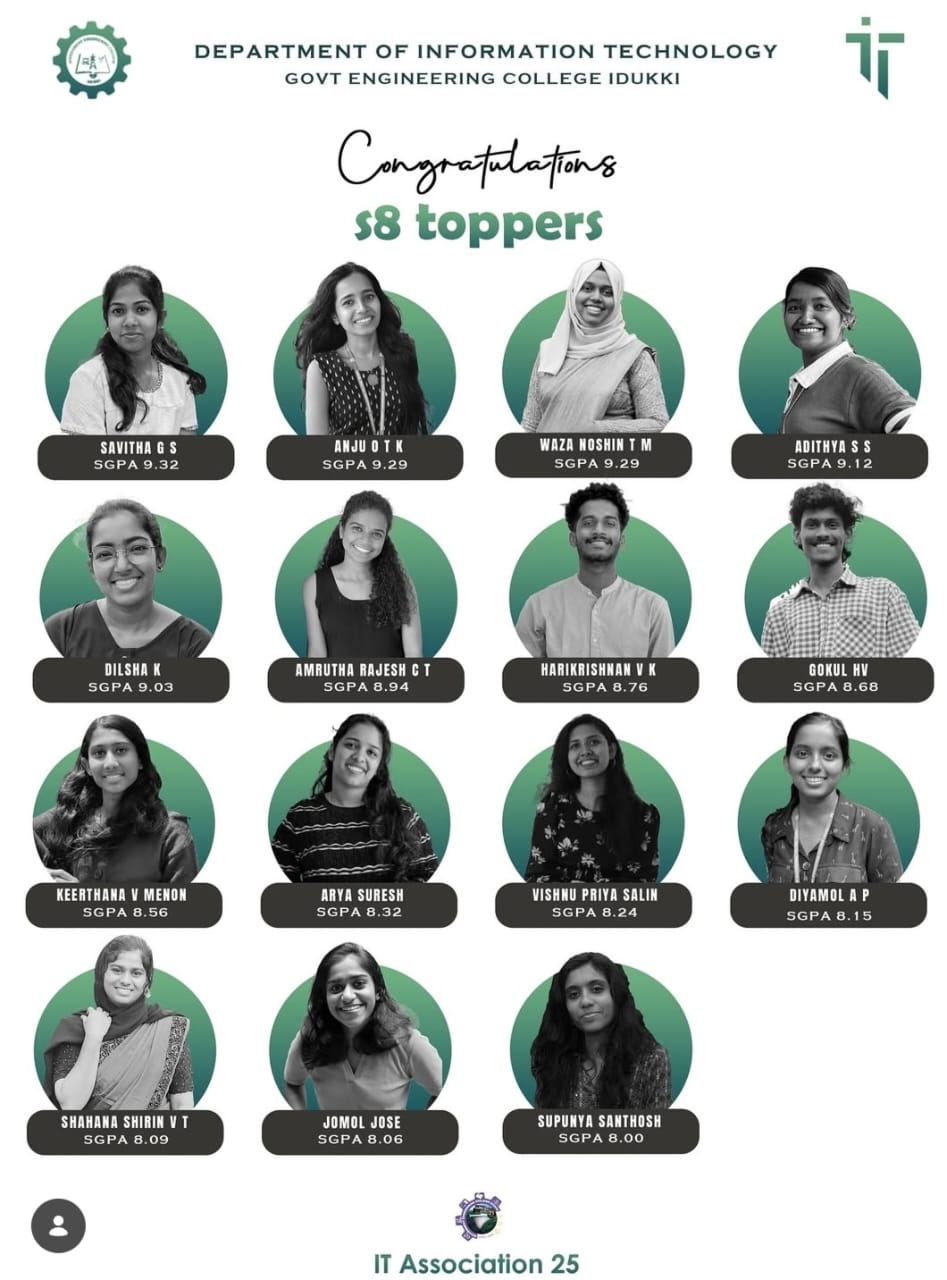 DEPARTMENT OF INFORMATION TECHNOLOGY
GOVT ENGINEERING COLLEGE IDUKKI
iT
Congratulations
s8 toppers
SAVITHA G S
SGPA 9.32
ANJU O T K
SGPA 9.29
WAZA NOSHIN T M
SGPA 9.29
ADITHYA S S
SGPA 9.12
DILSHA K
SGPA 9.03
AMRUTHA RAJESH C T
SGPA 8.94
HARIKRISHNAN V K
SGPA 8.76
GOKUL HV
SGPA 8.68
KEERTHANA V MENON
SGPA 8.56
ARYA SURESH
SGPA 8.32
VISHNU PRIYA SALIN
SGPA 8.24
DIYAMOL A P
SGPA 8.15
SHAHANA SHIRIN V T
SGPA 8.09
JOMOL JOSE
SGPA 8.06
SUPUNYA SANTHOSH
SGPA 8.00
IT Association 25